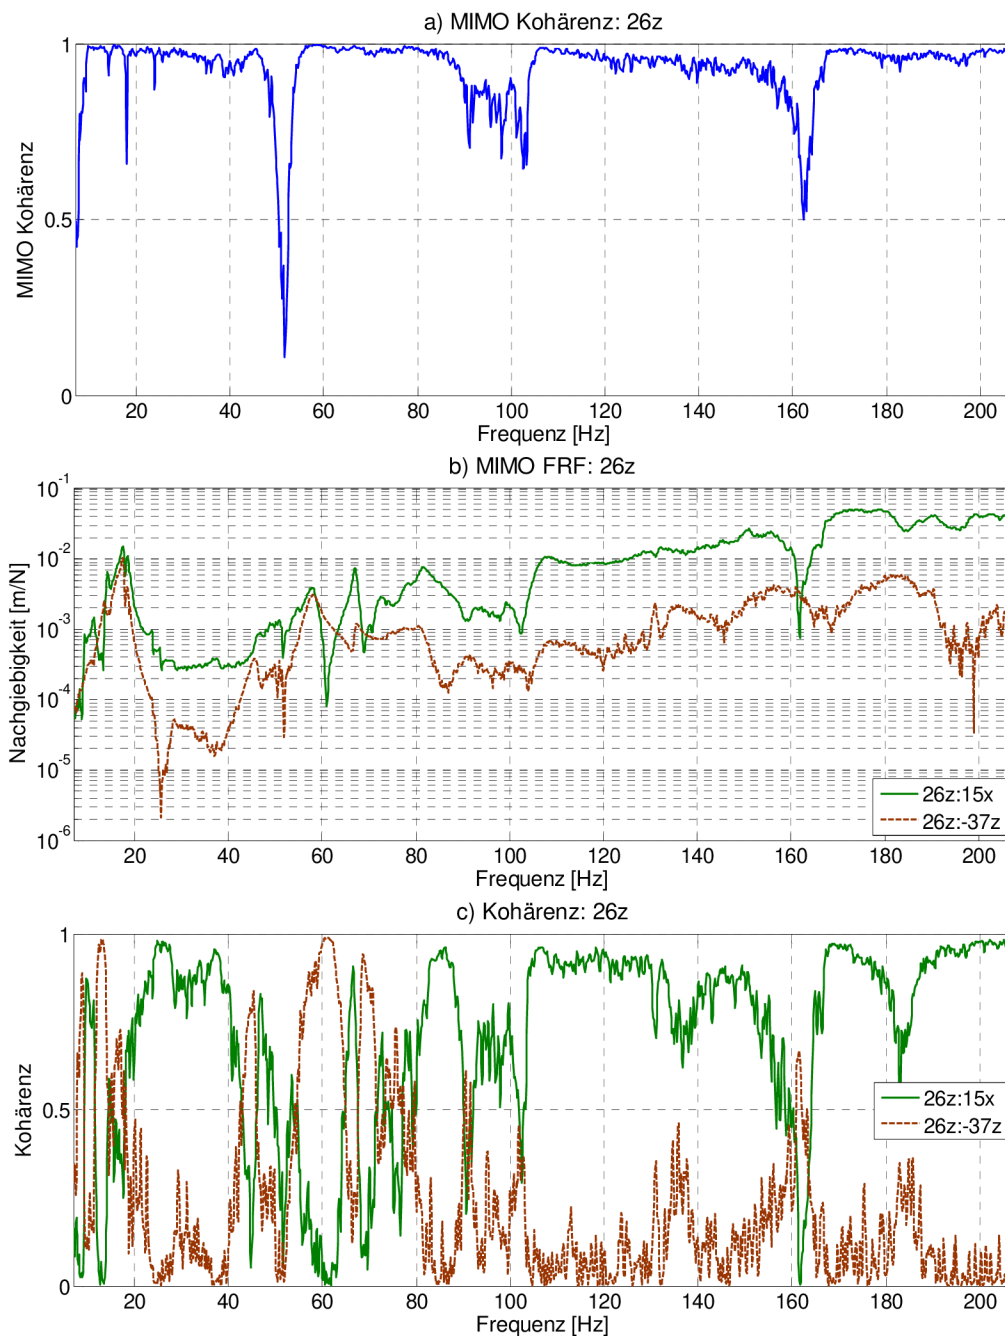 a) MIMO Kohärenz: 26z
1
0.5
0
MIMO Kohärenz
20 40 60 80 100 120 140 160 180 200
Frequenz [Hz]
b) MIMO FRF: 26z
10^-1
10^-2
10^-3
10^-4
10^-5
10^-6
Nachgiebigkeit [m/N]
26z:15x
26z:-37z
20 40 60 80 100 120 140 160 180 200
Frequenz [Hz]
c) Kohärenz: 26z
1
0.5
0
Kohärenz
26z:15x
26z:-37z
20 40 60 80 100 120 140 160 180 200
Frequenz [Hz]